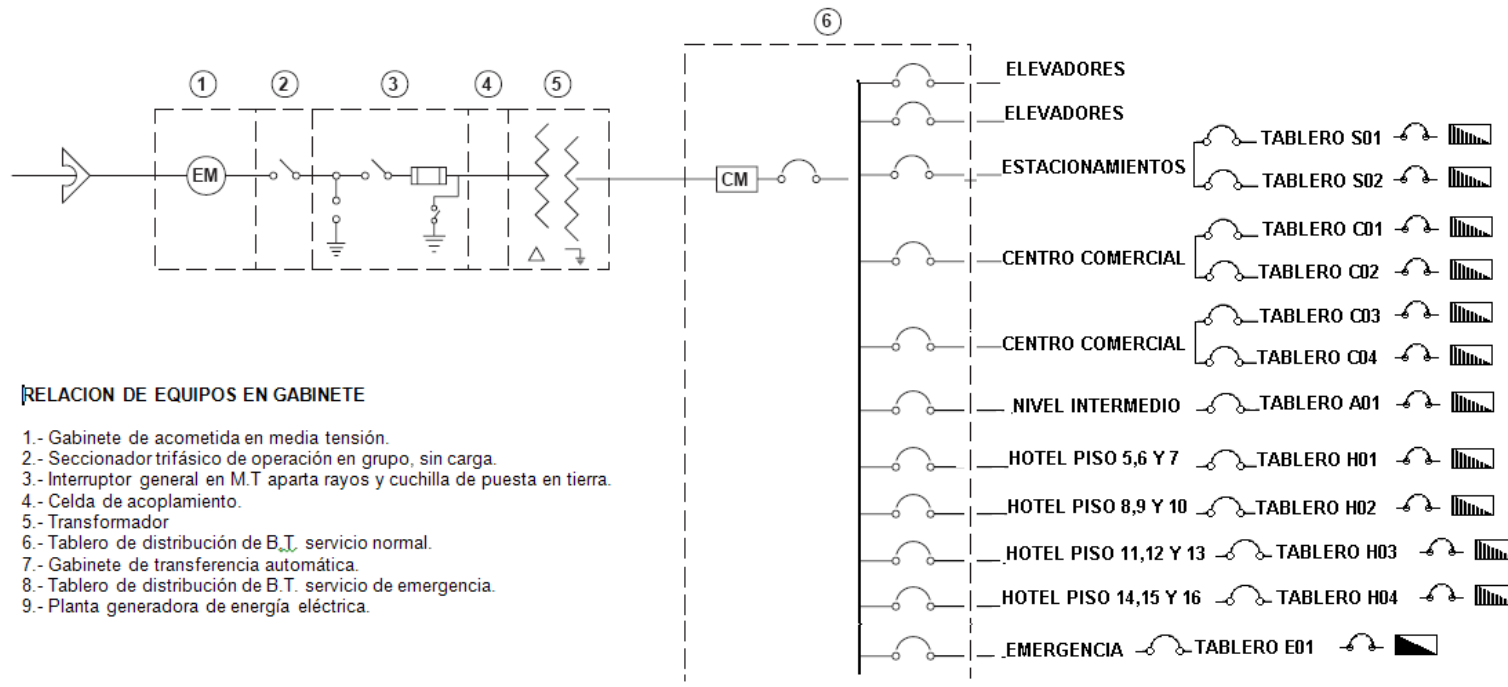 6
1
2
3
4
5
EM
CM
ELEVADORES
ELEVADORES
ESTACIONAMIENTOS
TABLERO S01
TABLERO S02
CENTRO COMERCIAL
TABLERO C01
TABLERO C02
CENTRO COMERCIAL
TABLERO C03
TABLERO C04
NIVEL INTERMEDIO
TABLERO A01
HOTEL PISO 5,6 Y 7
TABLERO H01
HOTEL PISO 8,9 Y 10
TABLERO H02
HOTEL PISO 11,12 Y 13
TABLERO H03
HOTEL PISO 14,15 Y 16
TABLERO H04
EMERGENCIA
TABLERO E01
RELACION DE EQUIPOS EN GABINETE
1.- Gabinete de acometida en media tensión.
2.- Seccionador trifásico de operación en grupo, sin carga.
3.- Interruptor general en M.T aparta rayos y cuchilla de puesta en tierra.
4.- Celda de acoplamiento.
5.- Transformador
6.- Tablero de distribución de B.T. servicio normal.
7.- Gabinete de transferencia automática.
8.- Tablero de distribución de B.T. servicio de emergencia.
9.- Planta generadora de energía eléctrica.